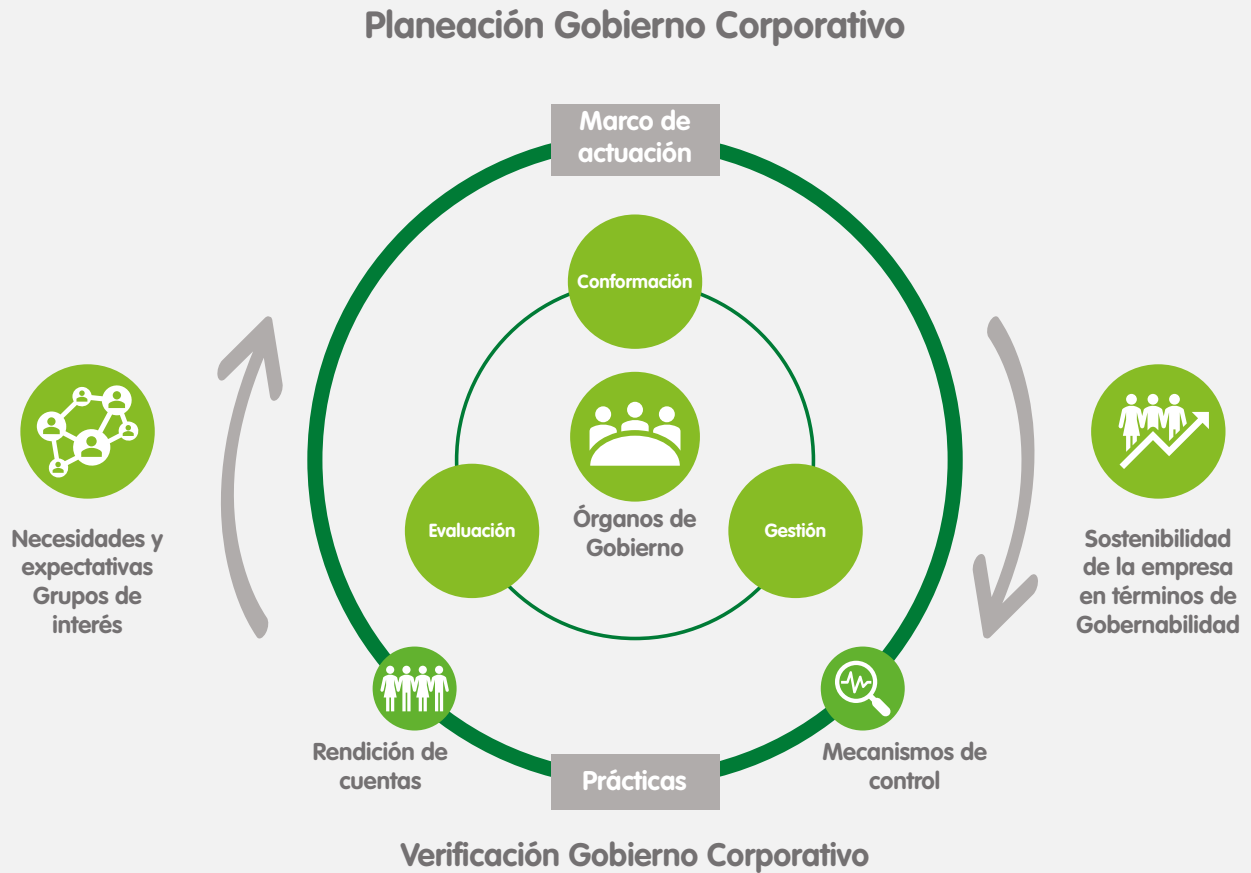 Planeación Gobierno Corporativo
Marco de
actuación
Conformación
Evaluación
Órganos de
Gobierno
Gestión
Necesidades y
expectativas
Grupos de
interés
Sostenibilidad
de la empresa
en términos de
Gobernabilidad
Rendición de
cuentas
Prácticas
Mecanismos de
control
Verificación Gobierno Corporativo